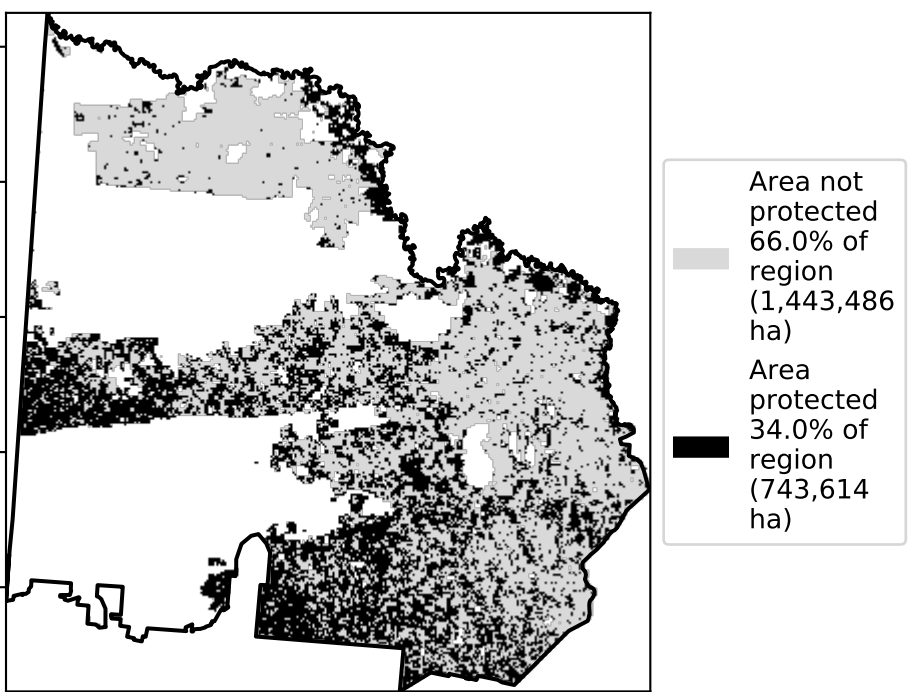 Area not
protected
66.0% of
region
(1,443,486
ha)
Area
protected
34.0% of
region
(743,614
ha)